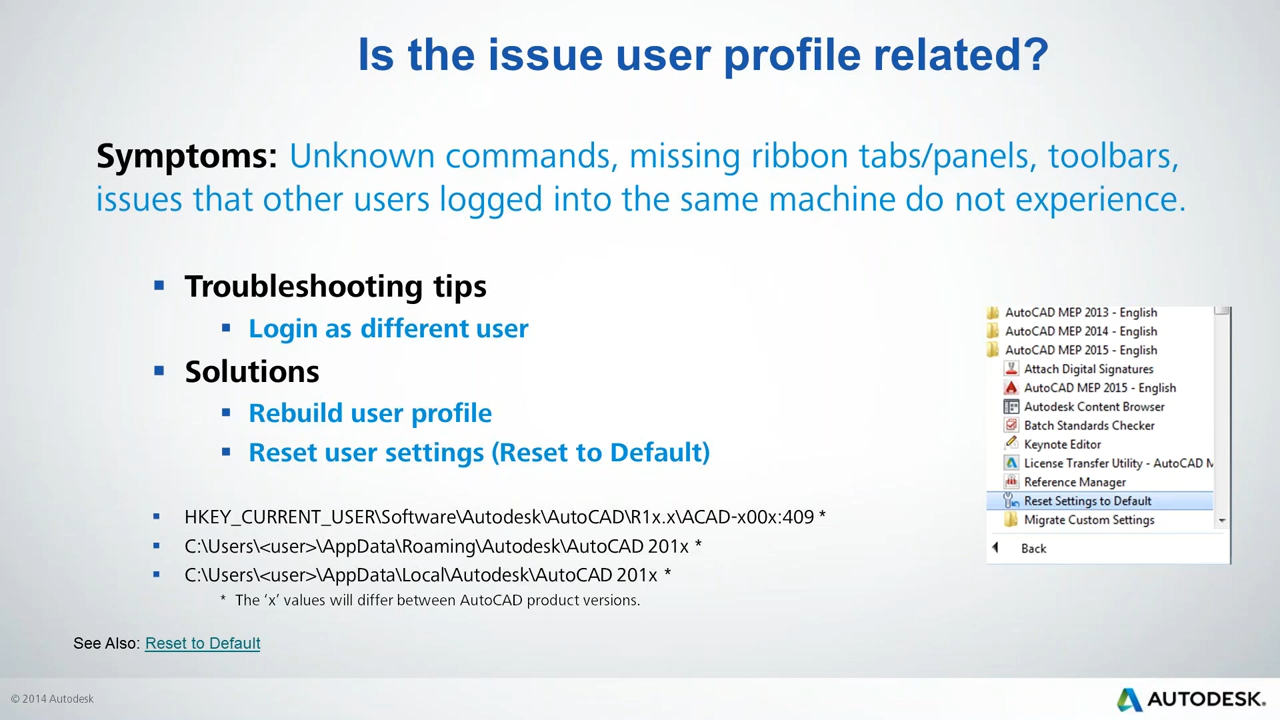 Is the issue user profile related?
Symptoms: Unknown commands, missing ribbon tabs/panels, toolbars,
issues that other users logged into the same machine do not experience.
Troubleshooting tips
Login as different user
Solutions
Rebuild user profile
Reset user settings (Reset to Default)
HKEY_CURRENT_USER\Software\Autodesk\AutoCAD\R1x.x\ACAD-x00x:409 *
C:\Users\<user>\AppData\Roaming\Autodesk\AutoCAD 201x *
C:\Users\<user>\AppData\Local\Autodesk\AutoCAD 201x *
* The ‘x’ values will differ between AutoCAD product versions.
AutoCAD MEP 2013 - English
AutoCAD MEP 2014 - English
AutoCAD MEP 2015 - English
Attach Digital Signatures
AutoCAD MEP 2015 - English
Autodesk Content Browser
Batch Standards Checker
Keynote Editor
License Transfer Utility - AutoCAD M
Reference Manager
Reset Settings to Default
Migrate Custom Settings
Back
See Also: Reset to Default
© 2014 Autodesk
AUTODESK.